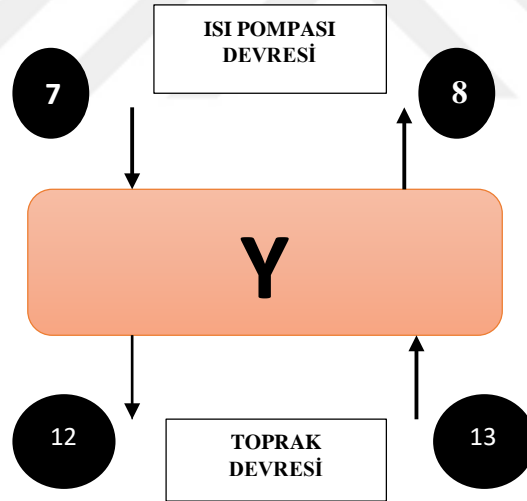 ISI POMPASI
DEVRESİ
7
8
Y
12
TOPRAK
DEVRESİ
13